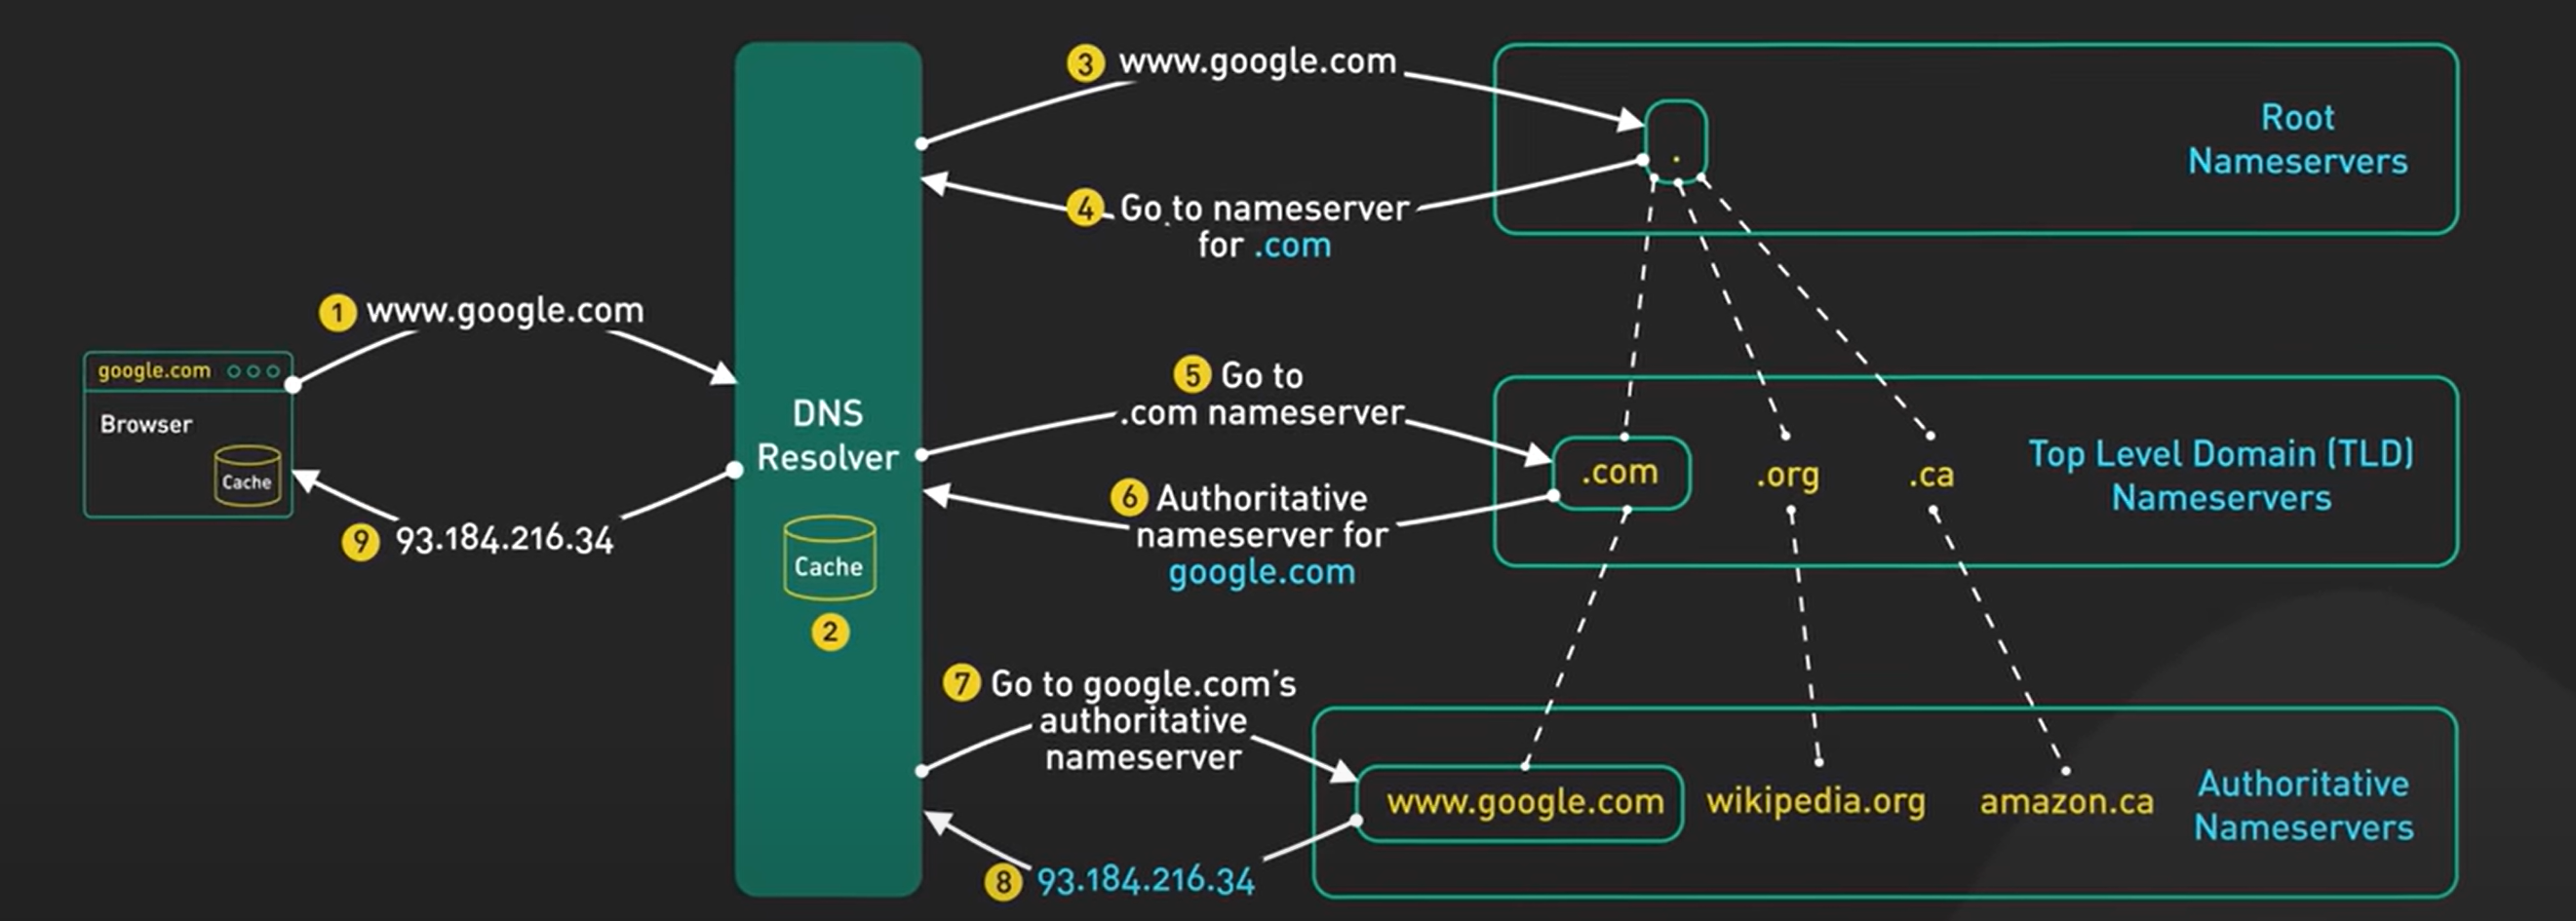 3 www.google.com
Root
Nameservers
.
4 Go to nameserver
for .com
1 www.google.com
google.com
Browser
Cache
9 93.184.216.34
DNS
Resolver
Cache
2
5 Go to
.com nameserver
6 Authoritative
nameserver for
google.com
.com
.org
.ca
Top Level Domain (TLD)
Nameservers
7 Go to google.com's
authoritative
nameserver
8 93.184.216.34
www.google.com
wikipedia.org
amazon.ca
Authoritative
Nameservers